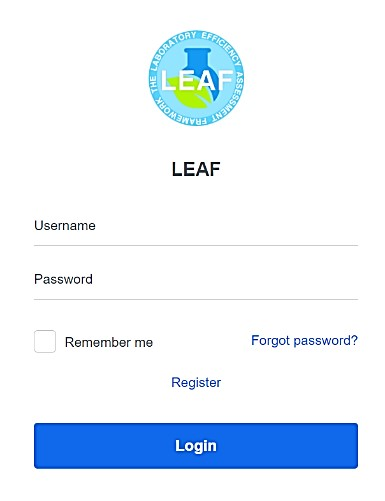 THE LABORATORY EFFICIENCY ASSESSMENT FRAMEWORK
LEAF
LEAF
Username
Password
Remember me
Forgot password?
Register
Login